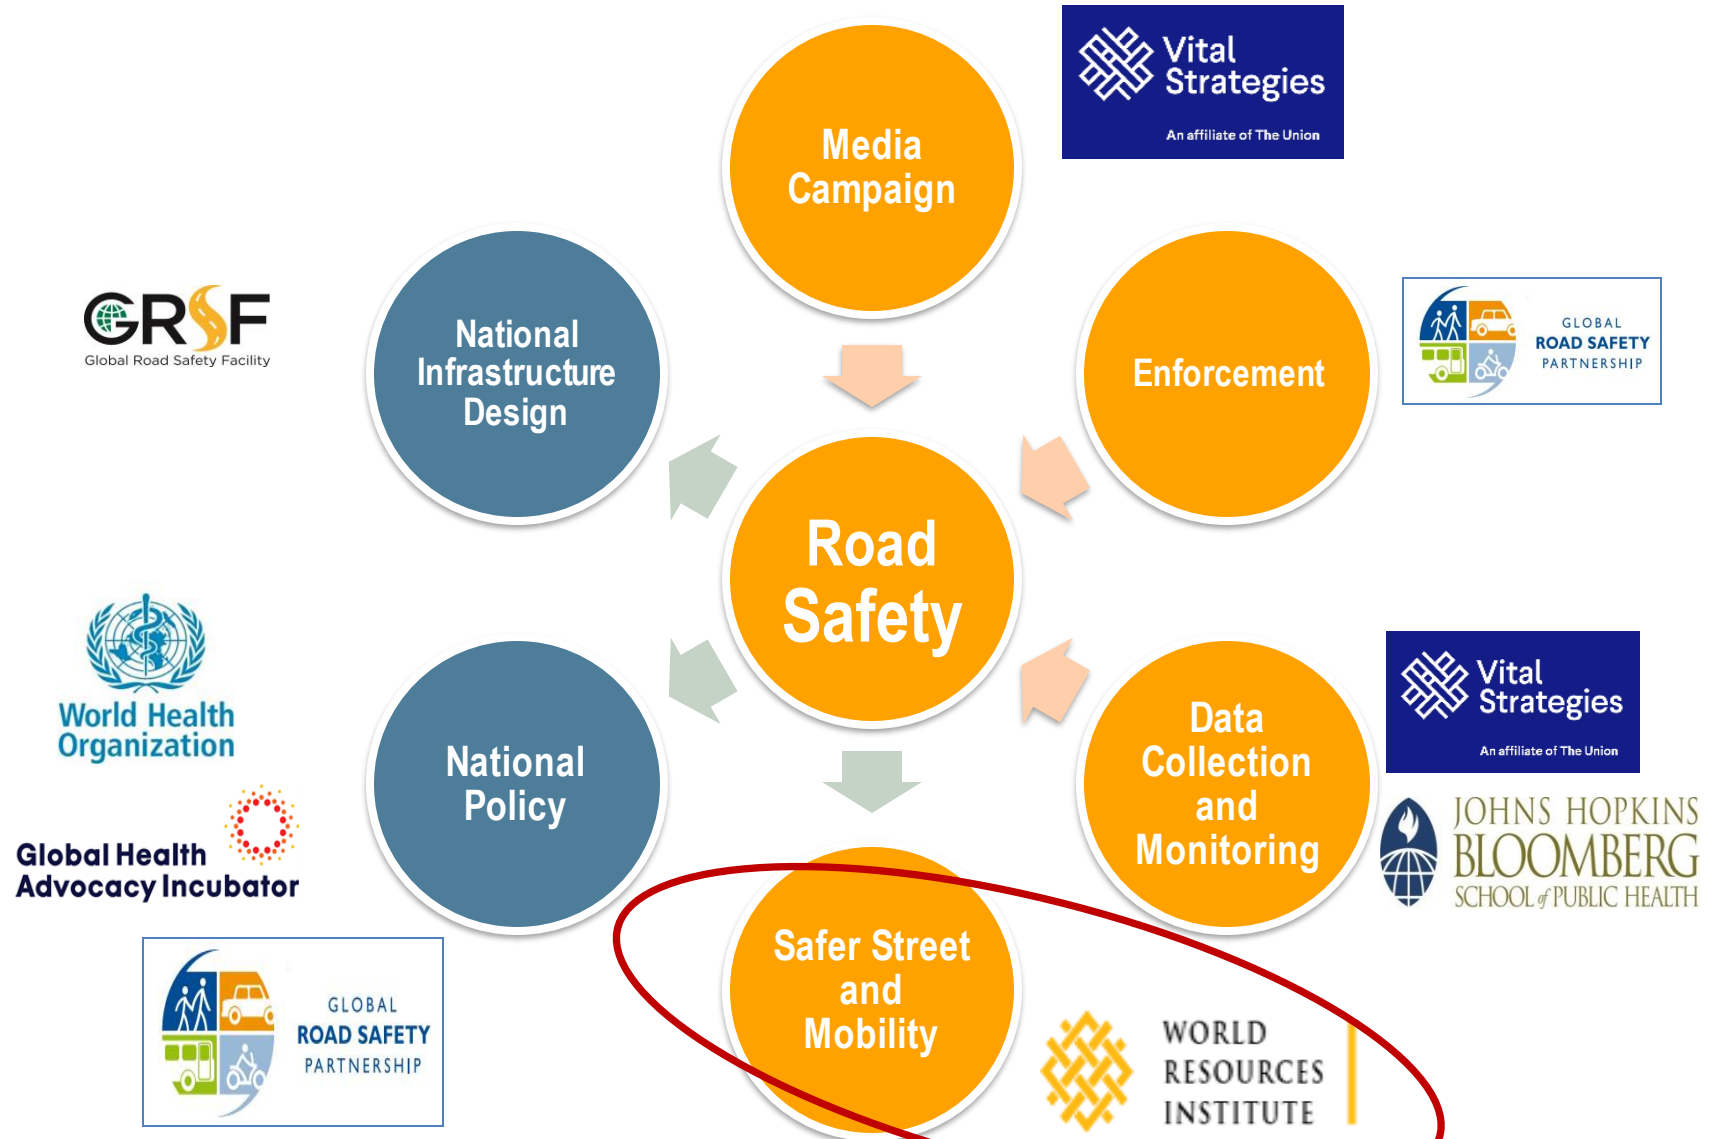 Vital
Strategies
An affiliate of The Union
Media
Campaign
GRSF
Global Road Safety Facility
National
Infrastructure
Design
Enforcement
GLOBAL
ROAD SAFETY
PARTNERSHIP
Road
Safety
World Health
Organization
National
Policy
Data
Collection
and
Monitoring
Vital
Strategies
An affiliate of The Union
JOHNS HOPKINS
BLOOMBERG
SCHOOL of PUBLIC HEALTH
Global Health
Advocacy Incubator
GLOBAL
ROAD SAFETY
PARTNERSHIP
Safer Street
and
Mobility
WORLD
RESOURCES
INSTITUTE